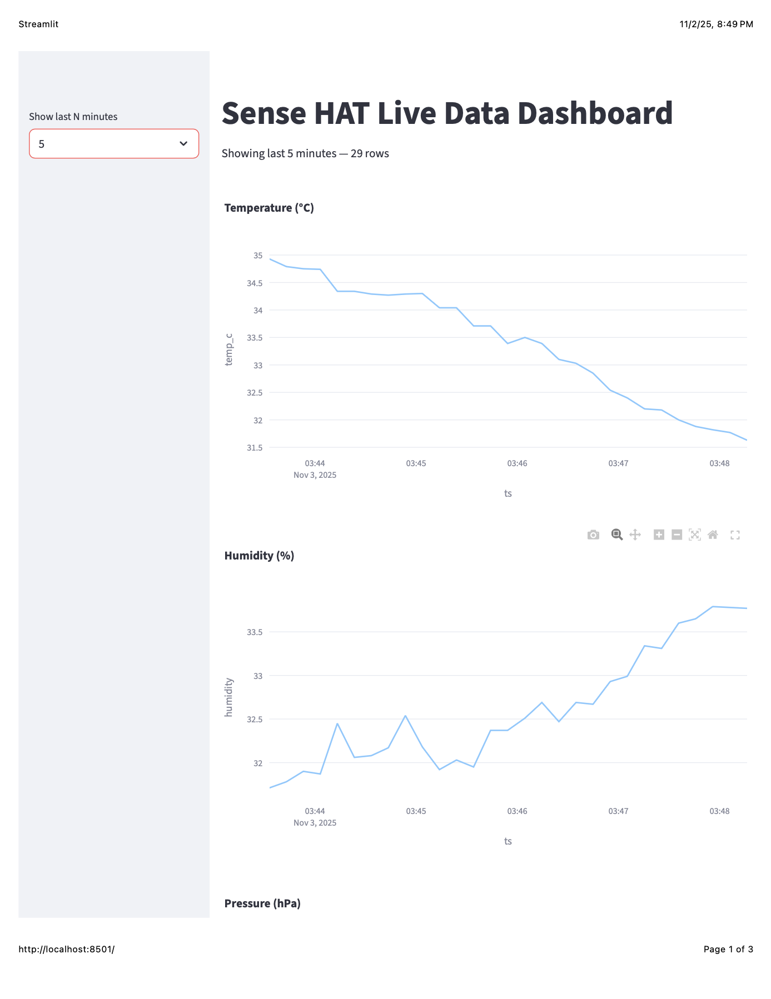 Streamlit
11/2/25, 8:49 PM
Show last N minutes
5
Sense HAT Live Data Dashboard
Showing last 5 minutes — 29 rows
Temperature (°C)
35
34.5
34
33.5
33
32.5
32
31.5
temp_c
03:44
Nov 3, 2025
03:45
03:46
03:47
03:48
ts
Humidity (%)
33.5
33
32.5
32
humidity
03:44
Nov 3, 2025
03:45
03:46
03:47
03:48
ts
Pressure (hPa)
http://localhost:8501/
Page 1 of 3